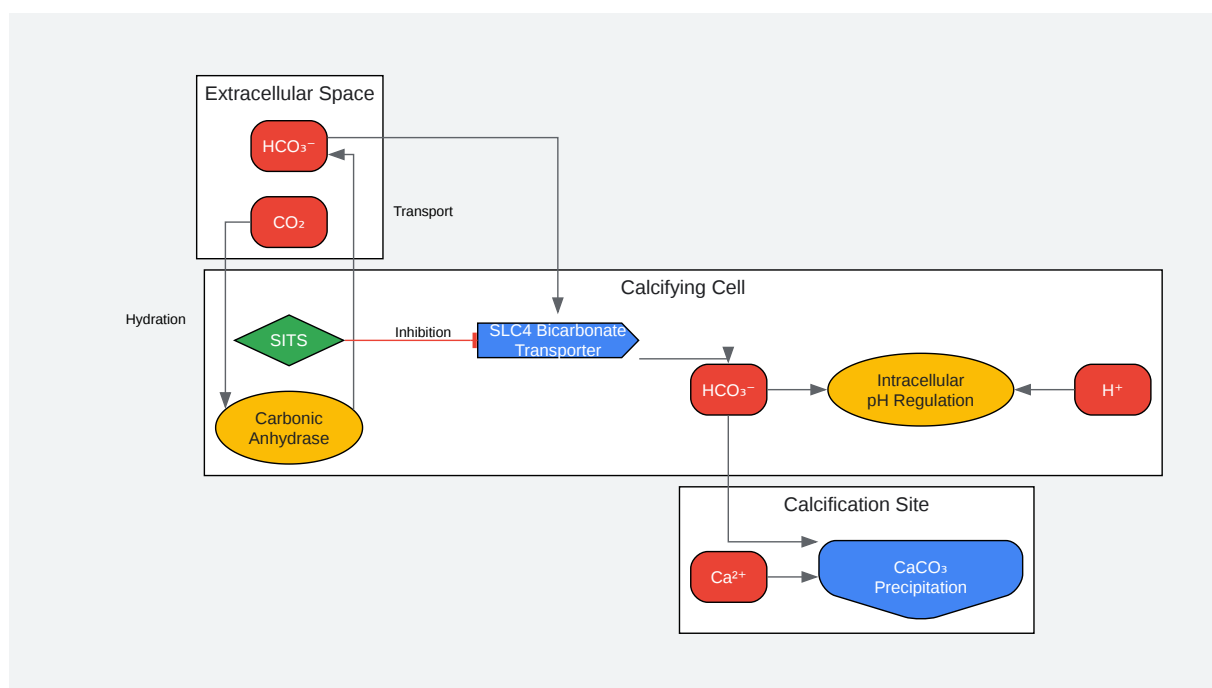 Extracellular Space
HCO₃⁻
CO₂
Transport
Calcifying Cell
Hydration
SITS
Inhibition
SLC4 Bicarbonate
Transporter
HCO₃⁻
Intracellular
pH Regulation
H⁺
Carbonic
Anhydrase
Calcification Site
Ca²⁺
CaCO₃
Precipitation